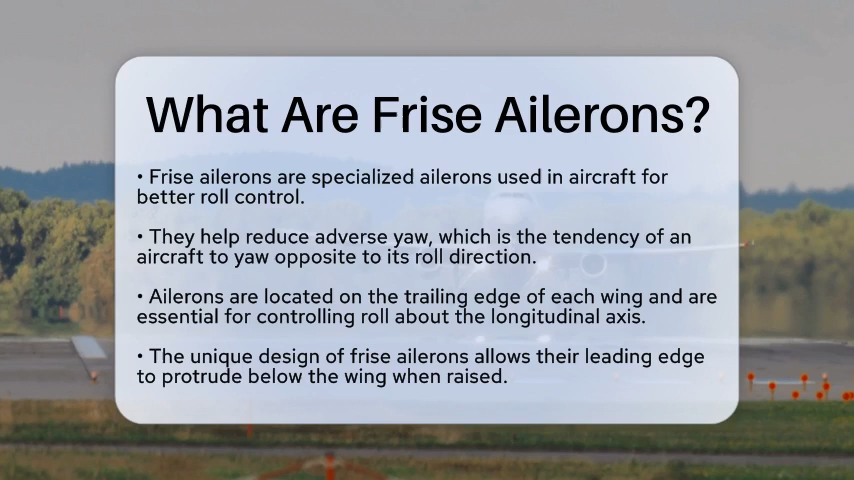 What Are Frise Ailerons?
• Frise ailerons are specialized ailerons used in aircraft for
better roll control.
• They help reduce adverse yaw, which is the tendency of an
aircraft to yaw opposite to its roll direction.
• Ailerons are located on the trailing edge of each wing and are
essential for controlling roll about the longitudinal axis.
• The unique design of frise ailerons allows their leading edge
to protrude below the wing when raised.